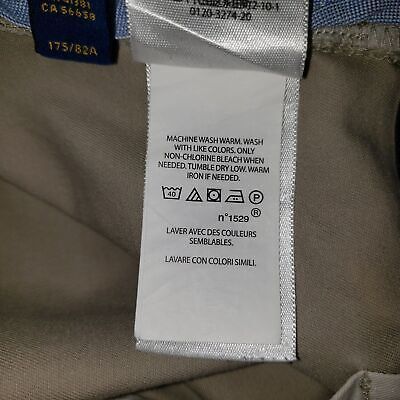 CA 56658
175/82A
0120-3274-20
MACHINE WASH WARM. WASH
WITH LIKE COLORS. ONLY
NON-CHLORINE BLEACH WHEN
NEEDED. TUMBLE DRY LOW. WARM
IRON IF NEEDED.
40 P
n°1529 ®
LAVER AVEC DES COULEURS
SEMBLABLES.
LAVARE CON COLORI SIMILI.